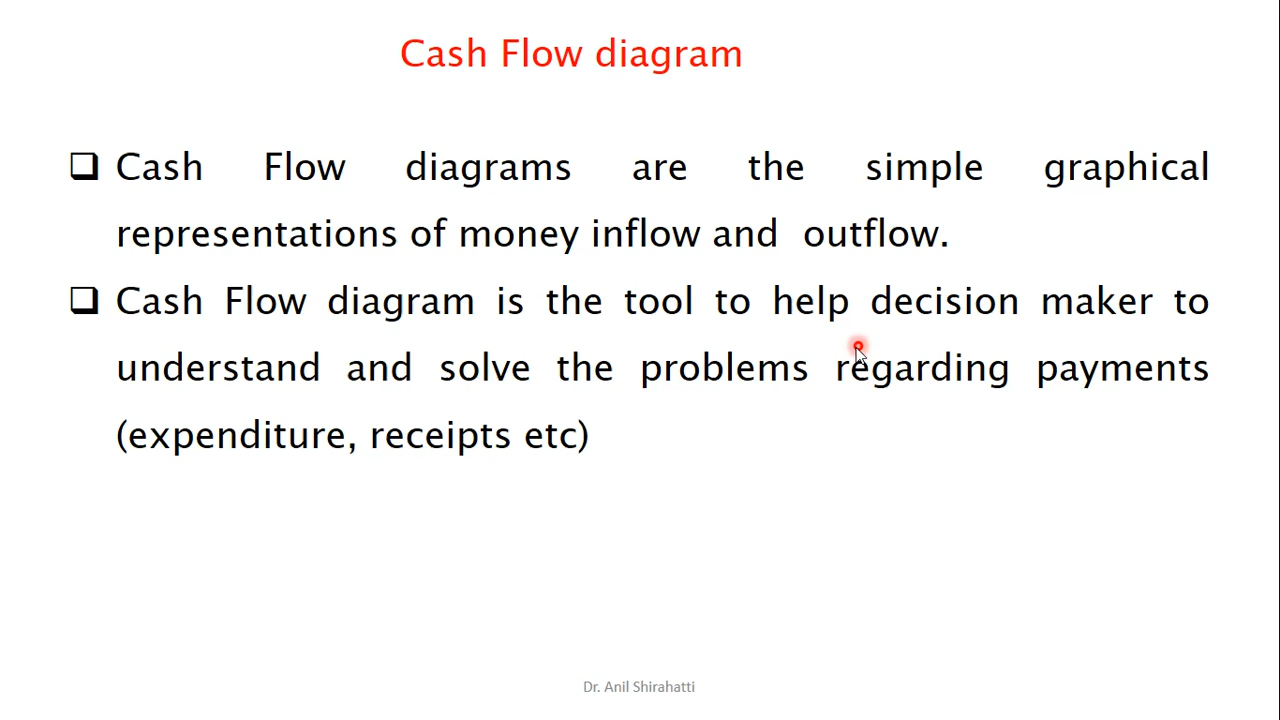 Cash Flow diagram
❑ Cash Flow diagrams are the simple graphical
representations of money inflow and outflow.
❑ Cash Flow diagram is the tool to help decision maker to
understand and solve the problems regarding payments
(expenditure, receipts etc)
Dr. Anil Shirahatti